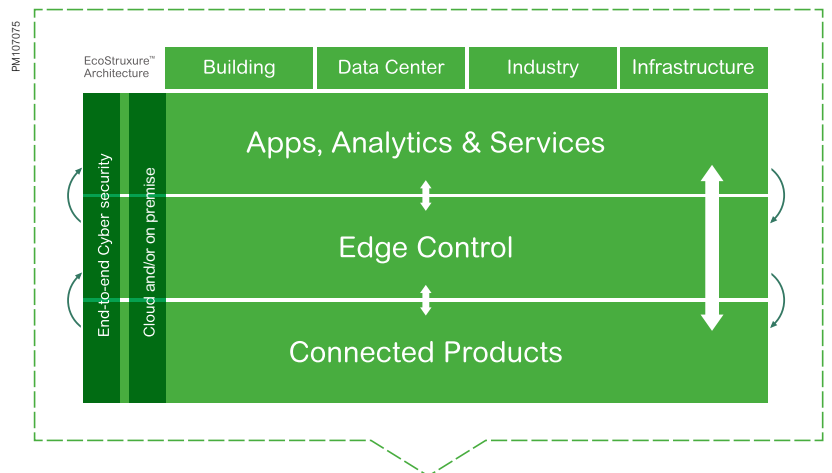 PM107075
EcoStruxure™
Architecture
Building
Data Center
Industry
Infrastructure
End-to-end Cyber security
Cloud and/or on premise
Apps, Analytics & Services
Edge Control
Connected Products